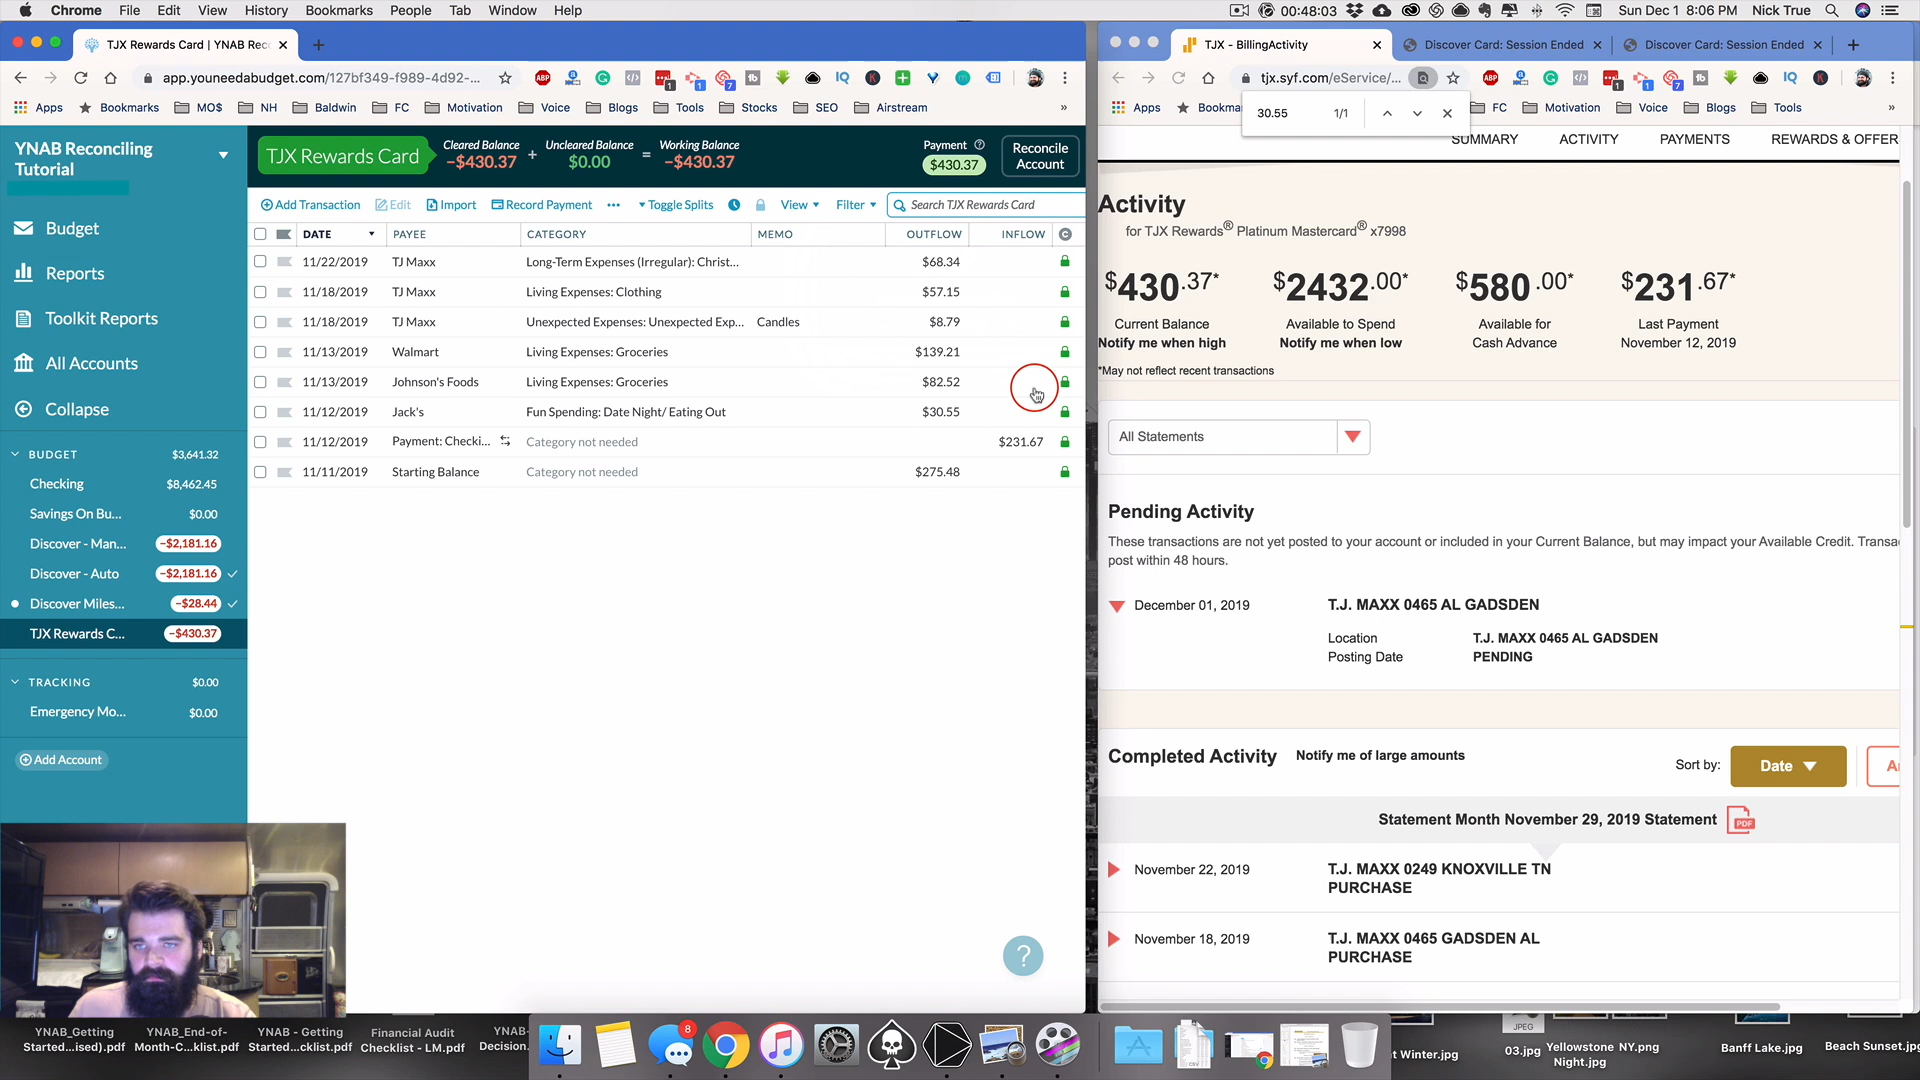 Chrome File Edit View History Bookmarks People Tab Window Help
00:48:03 Sun Dec 1 8:06 PM Nick True
TJX Rewards Card | YNAB Rec
app.youneedabudget.com/127bf349-f989-4d92-...
Apps Bookmarks MO$ NH Baldwin FC Motivation Voice Blogs Tools Stocks SEO Airstream »
YNAB Reconciling
Tutorial
Budget
Reports
Toolkit Reports
All Accounts
Collapse
BUDGET $3,641.32
Checking $8,462.45
Savings On Bu... $0.00
Discover - Man... -$2,181.16
Discover - Auto -$2,181.16
Discover Miles... -$28.44
TJX Rewards C... -$430.37
TRACKING $0.00
Emergency Mo... $0.00
Add Account
TJX Rewards Card
Cleared Balance
-$430.37
+
Uncleared Balance
$0.00
=
Working Balance
-$430.37
Payment
$430.37
Reconcile
Account
Add Transaction Edit Import Record Payment Toggle Splits View Filter Search TJX Rewards Card
DATE PAYEE CATEGORY MEMO OUTFLOW INFLOW C
11/22/2019 TJ Maxx Long-Term Expenses (Irregular): Christ... $68.34
11/18/2019 TJ Maxx Living Expenses: Clothing $57.15
11/18/2019 TJ Maxx Unexpected Expenses: Unexpected Exp... Candles $8.79
11/13/2019 Walmart Living Expenses: Groceries $139.21
11/13/2019 Johnson's Foods Living Expenses: Groceries $82.52
11/12/2019 Jack's Fun Spending: Date Night/ Eating Out $30.55
11/12/2019 Payment: Checki... Category not needed $231.67
11/11/2019 Starting Balance Category not needed $275.48
?
TJX - BillingActivity
Discover Card: Session Ended
Discover Card: Session Ended
tjx.syf.com/eService/...
Apps Bookma FC Motivation Voice Blogs Tools »
30.55 1/1
SUMMARY ACTIVITY PAYMENTS REWARDS & OFFER
Activity
for TJX Rewards® Platinum Mastercard® x7998
$430.37*
Current Balance
Notify me when high
$2432.00*
Available to Spend
Notify me when low
$580.00*
Available for
Cash Advance
$231.67*
Last Payment
November 12, 2019
*May not reflect recent transactions
All Statements
Pending Activity
These transactions are not yet posted to your account or included in your Current Balance, but may impact your Available Credit. Transa
post within 48 hours.
December 01, 2019 T.J. MAXX 0465 AL GADSDEN
Location T.J. MAXX 0465 AL GADSDEN
Posting Date PENDING
Completed Activity Notify me of large amounts Sort by: Date
Statement Month November 29, 2019 Statement PDF
November 22, 2019 T.J. MAXX 0249 KNOXVILLE TN
PURCHASE
November 18, 2019 T.J. MAXX 0465 GADSDEN AL
PURCHASE
YNAB_Getting
Started...ised).pdf
YNAB_End-of-
Month-C...klist.pdf
YNAB - Getting
Started...cklist.pdf
Financial Audit
Checklist - LM.pdf
YNAB-
Decision.
8
t Winter.jpg
JPEG
03.jpg
Yellowstone NY.png
Night.jpg
Banff Lake.jpg
Beach Sunset.jp